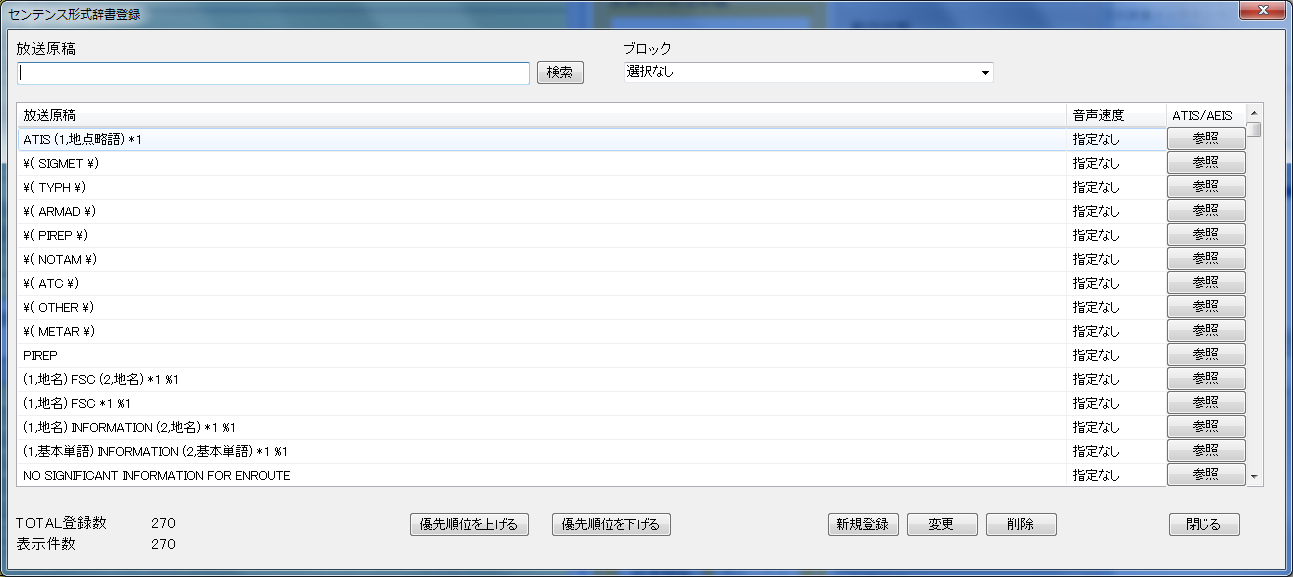 センテンス形式辞書登録
放送原稿
ブロック
検索
選択なし
放送原稿 音声速度 ATIS/AEIS
ATIS (1,地点略語) *1 指定なし 参照
¥( SIGMET ¥) 指定なし 参照
¥( TYPH ¥) 指定なし 参照
¥( ARMAD ¥) 指定なし 参照
¥( PIREP ¥) 指定なし 参照
¥( NOTAM ¥) 指定なし 参照
¥( ATC ¥) 指定なし 参照
¥( OTHER ¥) 指定なし 参照
¥( METAR ¥) 指定なし 参照
PIREP 指定なし 参照
(1,地名) FSC (2,地名) *1 %1 指定なし 参照
(1,地名) FSC *1 %1 指定なし 参照
(1,地名) INFORMATION (2,地名) *1 %1 指定なし 参照
(1,基本単語) INFORMATION (2,基本単語) *1 %1 指定なし 参照
NO SIGNIFICANT INFORMATION FOR ENROUTE 指定なし 参照
TOTAL登録数 270
表示件数 270
優先順位を上げる 優先順位を下げる 新規登録 変更 削除 閉じる